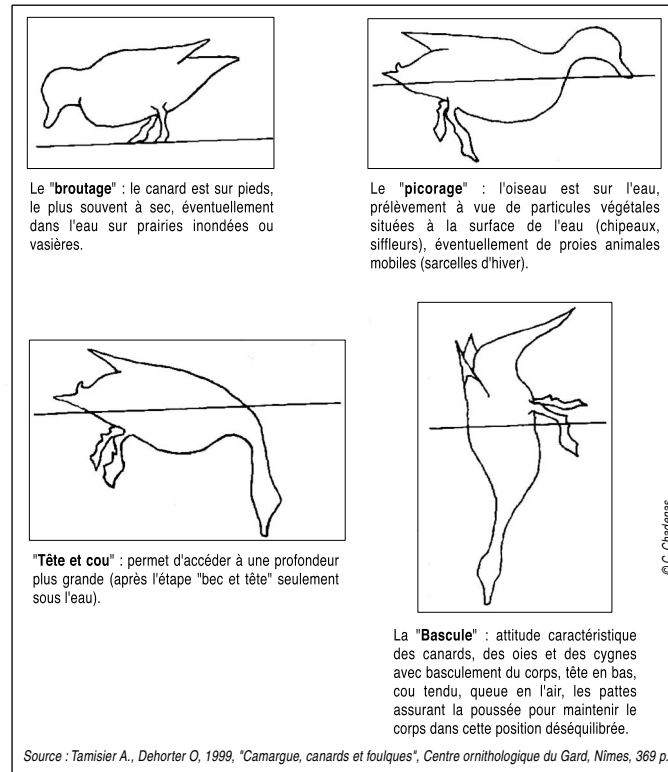 Le "broutage" : le canard est sur pieds,
le plus souvent à sec, éventuellement
dans l'eau sur prairies inondées ou
vasières.
Le "picorage" : l'oiseau est sur l'eau,
prélèvement à vue de particules végétales
situées à la surface de l'eau (chipeaux,
siffleurs), éventuellement de proies animales
mobiles (sarcelles d'hiver).
"Tête et cou" : permet d'accéder à une profondeur
plus grande (après l'étape "bec et tête" seulement
sous l'eau).
La "Bascule" : attitude caractéristique
des canards, des oies et des cygnes
avec basculement du corps, tête en bas,
cou tendu, queue en l'air, les pattes
assurant la poussée pour maintenir le
corps dans cette position déséquilibrée.
© C. Chadenas
Source : Tamisier A., Dehorter O, 1999, "Camargue, canards et foulques", Centre ornithologique du Gard, Nîmes, 369 p.